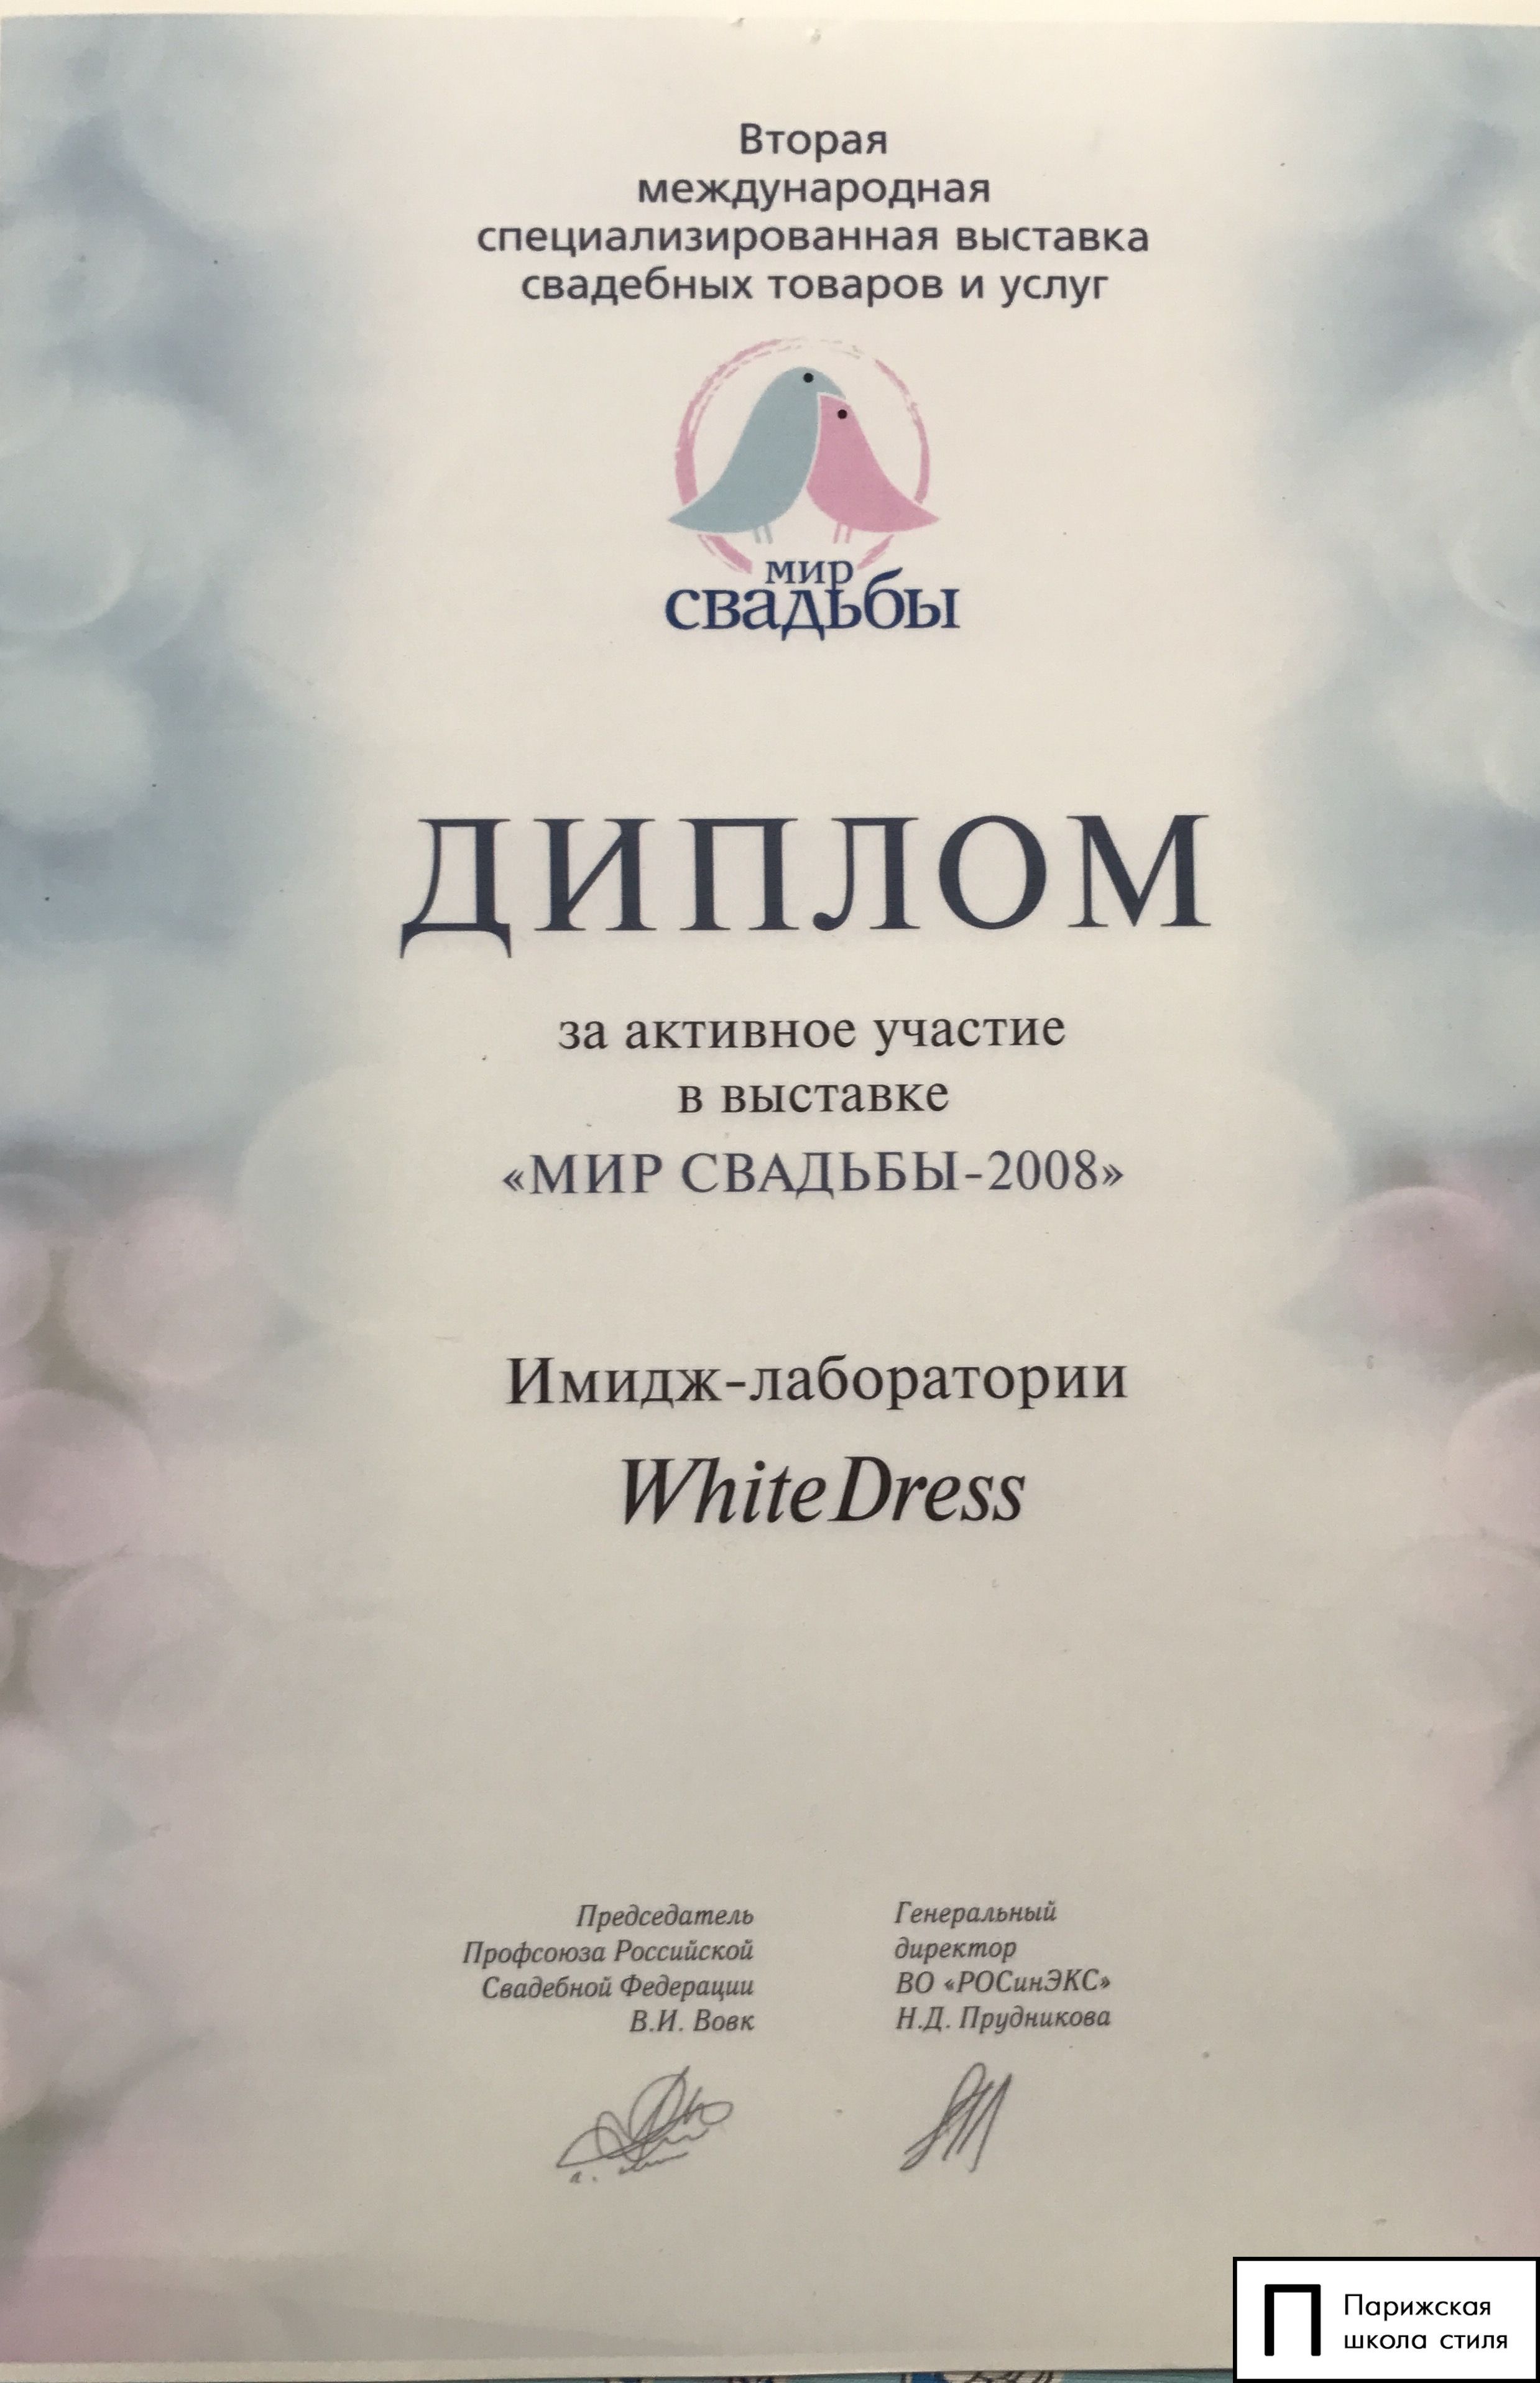 Вторая
международная
специализированная выставка
свадебных товаров и услуг
мир
свадьбы
ДИПЛОМ
за активное участие
в выставке
«МИР СВАДЬБЫ-2008»
Имидж-лаборатории
WhiteDress
Председатель
Профсоюза Российской
Свадебной Федерации
В.И. Вовк
Генеральный
директор
ВО «РОСинЭКС»
Н.Д. Прудникова
П Парижская
школа стиля